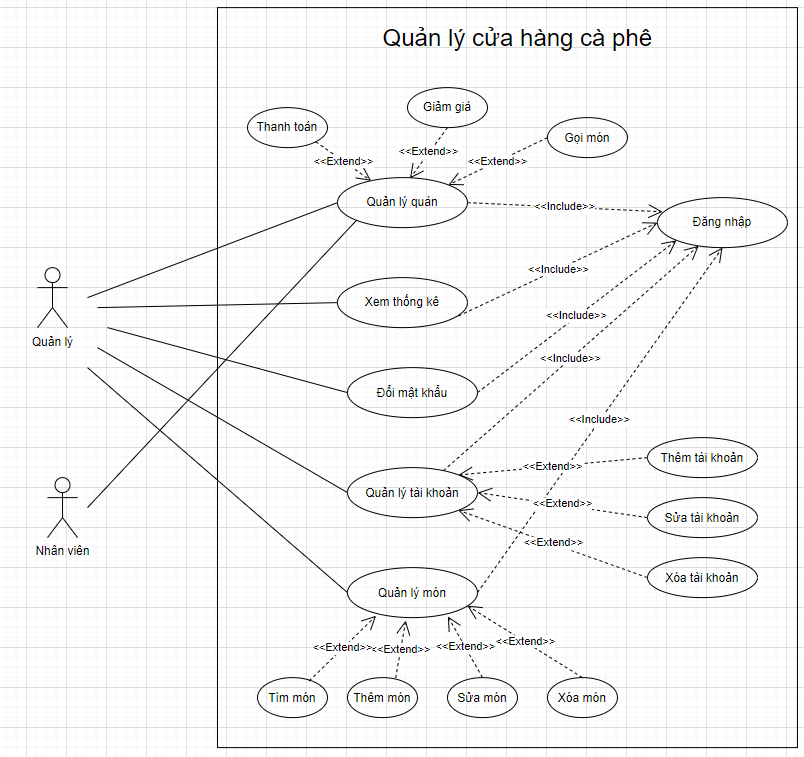 Quản lý cửa hàng cà phê
Giảm giá
Thanh toán
Gọi món
<<Extend>>
<<Extend>>
<<Extend>>
Quản lý quán
<<Include>>
Đăng nhập
<<Include>>
Xem thống kê
<<Include>>
Quản lý
<<Include>>
Đổi mật khẩu
<<Include>>
Thêm tài khoản
<<Extend>>
Quản lý tài khoản
<<Extend>>
Sửa tài khoản
<<Extend>>
Nhân viên
Xóa tài khoản
Quản lý món
<<Extend>>
<<Extend>>
<<Extend>>
<<Extend>>
Tìm món
Thêm món
Sửa món
Xóa món